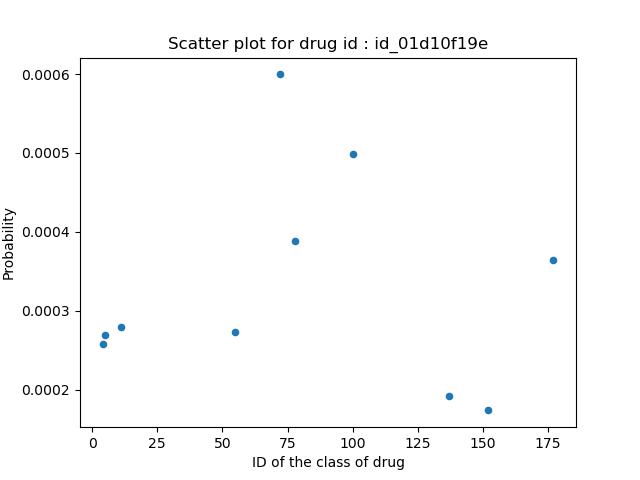 Scatter plot for drug id : id_01d10f19e
0.0006
0.0005
0.0004
0.0003
0.0002
Probability
0 25 50 75 100 125 150 175
ID of the class of drug